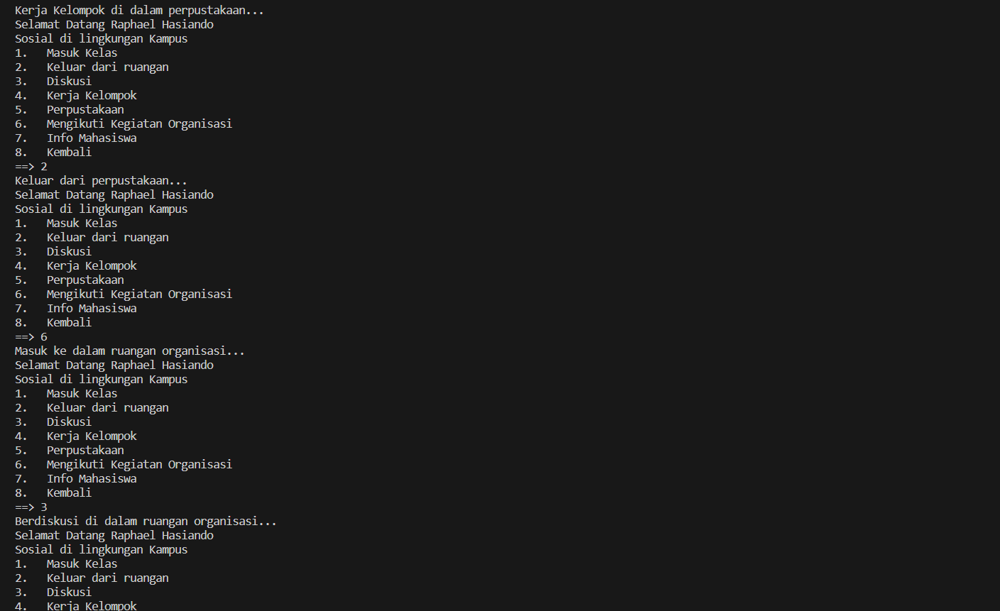 Kerja Kelompok di dalam perpustakaan...
Selamat Datang Raphael Hasiando
Sosial di lingkungan Kampus
1.   Masuk Kelas
2.   Keluar dari ruangan
3.   Diskusi
4.   Kerja Kelompok
5.   Perpustakaan
6.   Mengikuti Kegiatan Organisasi
7.   Info Mahasiswa
8.   Kembali
==> 2
Keluar dari perpustakaan...
Selamat Datang Raphael Hasiando
Sosial di lingkungan Kampus
1.   Masuk Kelas
2.   Keluar dari ruangan
3.   Diskusi
4.   Kerja Kelompok
5.   Perpustakaan
6.   Mengikuti Kegiatan Organisasi
7.   Info Mahasiswa
8.   Kembali
==> 6
Masuk ke dalam ruangan organisasi...
Selamat Datang Raphael Hasiando
Sosial di lingkungan Kampus
1.   Masuk Kelas
2.   Keluar dari ruangan
3.   Diskusi
4.   Kerja Kelompok
5.   Perpustakaan
6.   Mengikuti Kegiatan Organisasi
7.   Info Mahasiswa
8.   Kembali
==> 3
Berdiskusi di dalam ruangan organisasi...
Selamat Datang Raphael Hasiando
Sosial di lingkungan Kampus
1.   Masuk Kelas
2.   Keluar dari ruangan
3.   Diskusi
4.   Kerja Kelompok